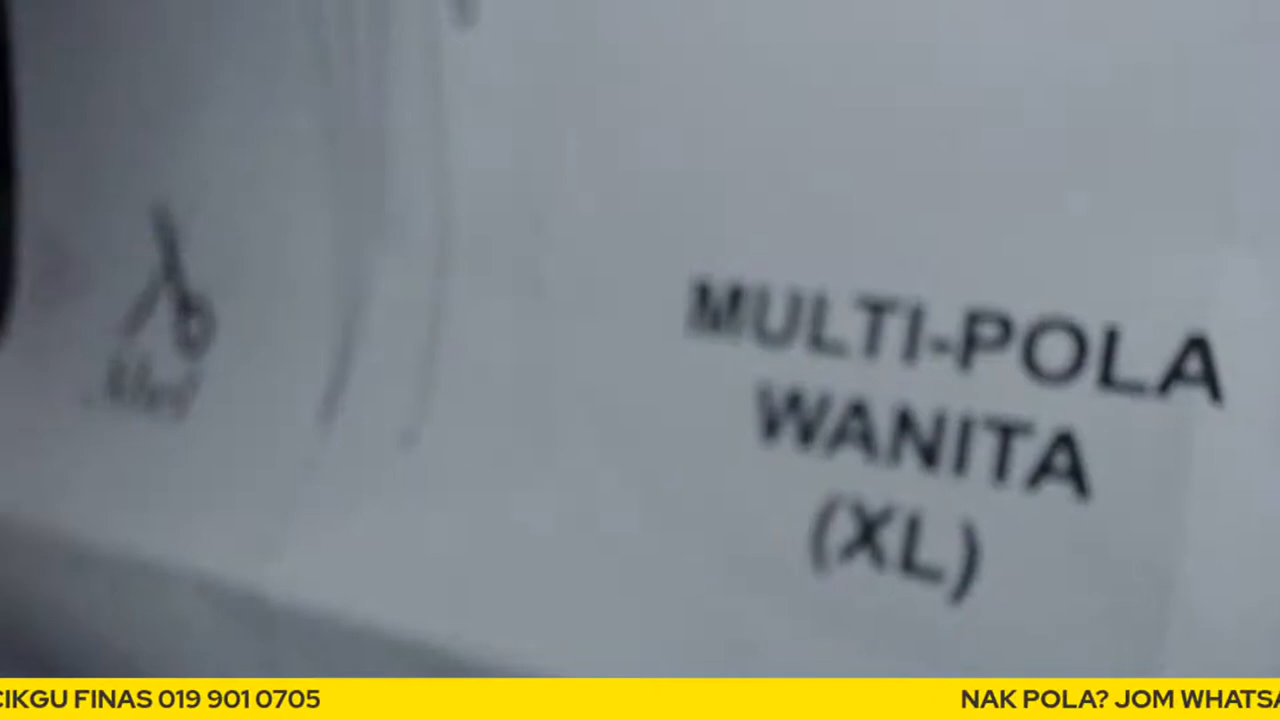 MULTI-POLA
WANITA
(XL)
CIKGU FINAS 019 901 0705
NAK POLA? JOM WHATSA